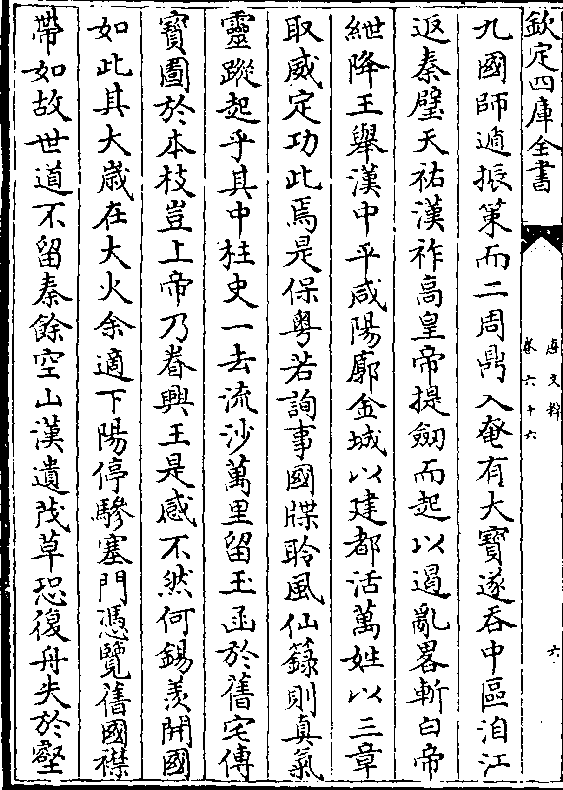 欽定四庫全書
唐文粹
卷六十六
六
九國師遁振策而二周鼎入奄有大寶遂吞中區洎江
返秦璧天祐漢祚高皇帝提劒而起以遏亂畧斬白帝
紲降王舉漢中平咸陽廓金城以建都活萬姓以三章
取威定功此焉是保粤若詢事國牒聆風仙籙則真氣
靈蹤起乎其中柱史一去流沙萬里留玉函於舊宅傳
寳圖於本枝豈上帝乃眷興王是感不然何錫羨開國
如此其大歳在大火余適下陽停驂塞門憑覽舊國襟
帶如故世道不留秦餘空山漢遺茂草恐復舟失於壑